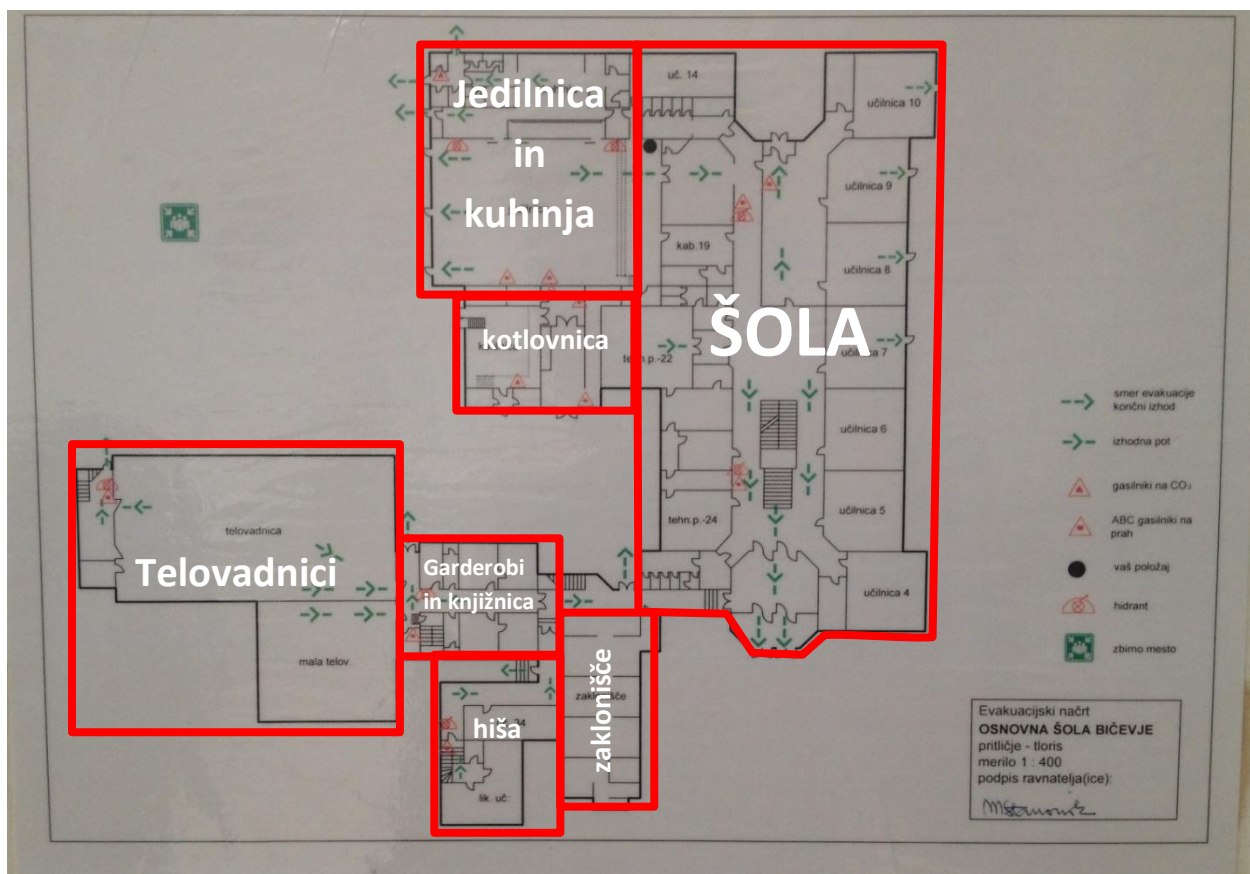 Jedilnica
in
kuhinja
uč. 14
učilnica 10
učilnica 9
kab.19
učilnica 8
ŠOLA
kotlovnica
tehn.p.-22
učilnica 7
učilnica 6
učilnica 5
tehn p.-24
učilnica 4
telovadnica
Telovadnici
mala telov.
Garderobi
in knjižnica
zaklonišče
zaklonišče
hiša
lik. uč.
smer evakuacije
končni izhod
izhodna pot
gasilniki na CO₂
ABC gasilniki na
prah
vaš položaj
hidrant
zbirno mesto
Evakuacijski načrt
OSNOVNA ŠOLA BIČEVJE
pritličje - tloris
merilo 1 : 400
podpis ravnatelja(ice):